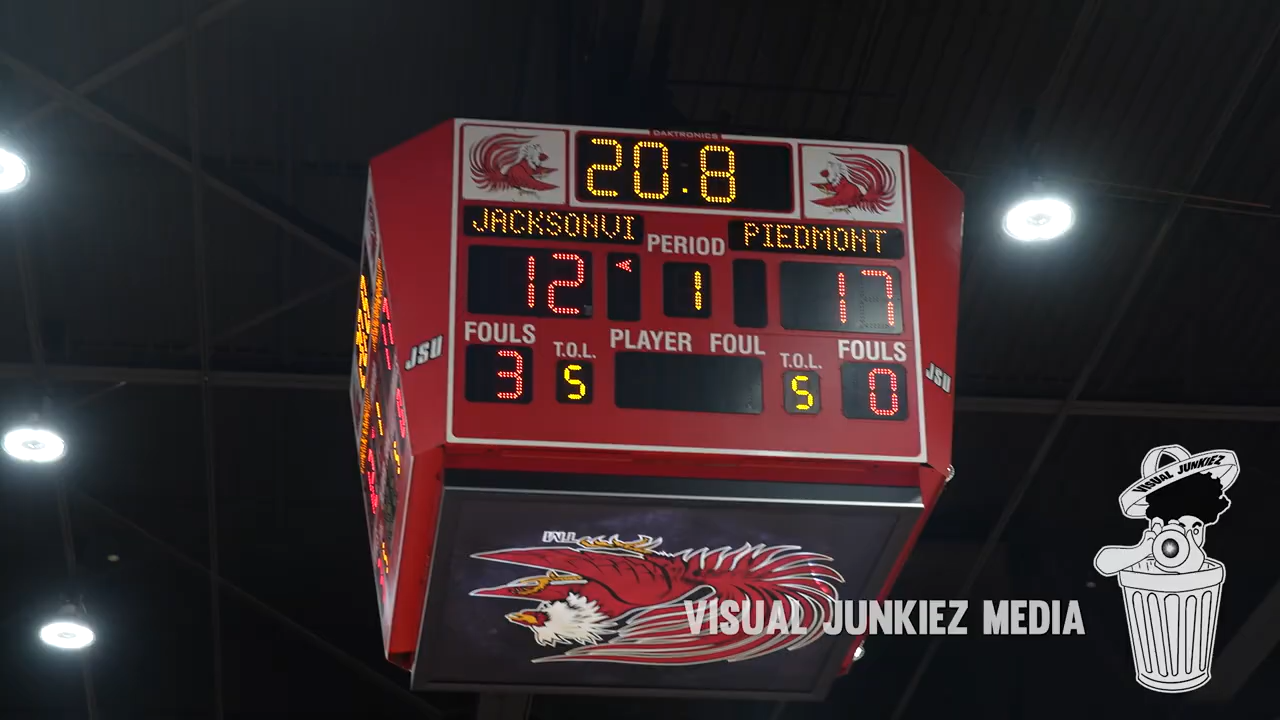 DAKTRONICS
20.8
JACKSONVI
PIEDMONT
PERIOD
12
1
17
FOULS
PLAYER FOUL
FOULS
T.O.L.
T.O.L.
3
5
5
0
JSU
JSU
TM
VISUAL JUNKIEZ
VISUAL JUNKIEZ MEDIA